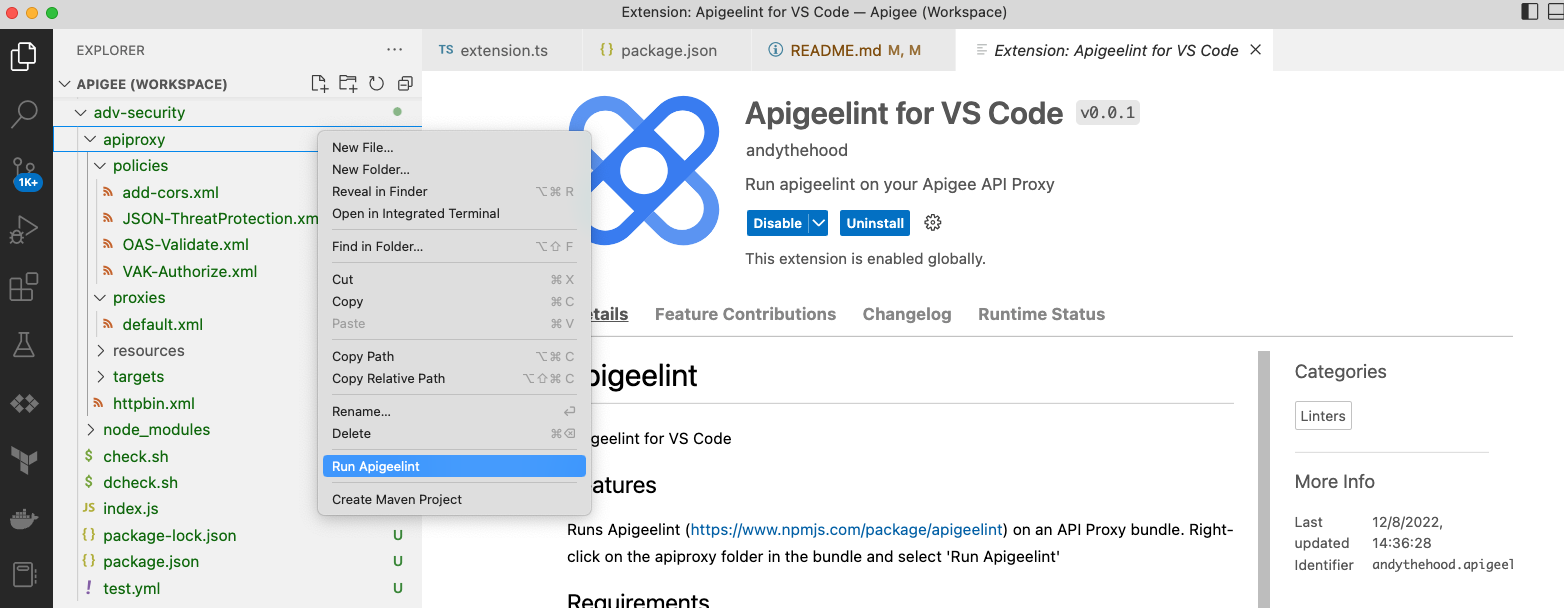 Extension: Apigeelint for VS Code — Apigee (Workspace)
EXPLORER
APIGEE (WORKSPACE)
adv-security
apiproxy
policies
add-cors.xml
JSON-ThreatProtection.xm
OAS-Validate.xml
VAK-Authorize.xml
proxies
default.xml
resources
targets
httpbin.xml
node_modules
$ check.sh
$ dcheck.sh
JS index.js
{} package-lock.json U
{} package.json U
! test.yml U
1K+
New File...
New Folder...
Reveal in Finder ⌥⌘ R
Open in Integrated Terminal
Find in Folder... ⌥⇧ F
Cut ⌘ X
Copy ⌘ C
Paste ⌘ V
Copy Path ⌥⌘ C
Copy Relative Path ⌥⇧⌘ C
Rename... ⏎
Delete ⌘⌫
Run Apigeelint
Create Maven Project
TS extension.ts
{} package.json
README.md M, M
Extension: Apigeelint for VS Code
Apigeelint for VS Code v0.0.1
andythehood
Run apigeelint on your Apigee API Proxy
Disable Uninstall
This extension is enabled globally.
etails Feature Contributions Changelog Runtime Status
pigeelint
geelint for VS Code
atures
Runs Apigeelint (https://www.npmjs.com/package/apigeelint) on an API Proxy bundle. Right-
click on the apiproxy folder in the bundle and select 'Run Apigeelint'
Requirements
Categories
Linters
More Info
Last 12/8/2022,
updated 14:36:28
Identifier andythehood.apigeel